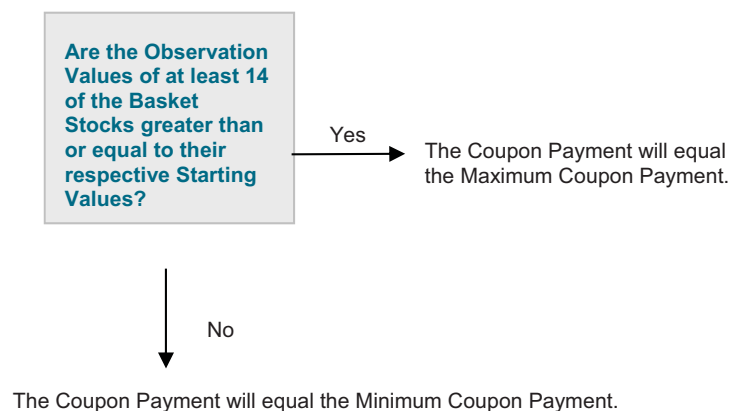 Are the Observation
Values of at least 14
of the Basket
Stocks greater than
or equal to their
respective Starting
Values?
Yes
The Coupon Payment will equal
the Maximum Coupon Payment.
No
The Coupon Payment will equal the Minimum Coupon Payment.